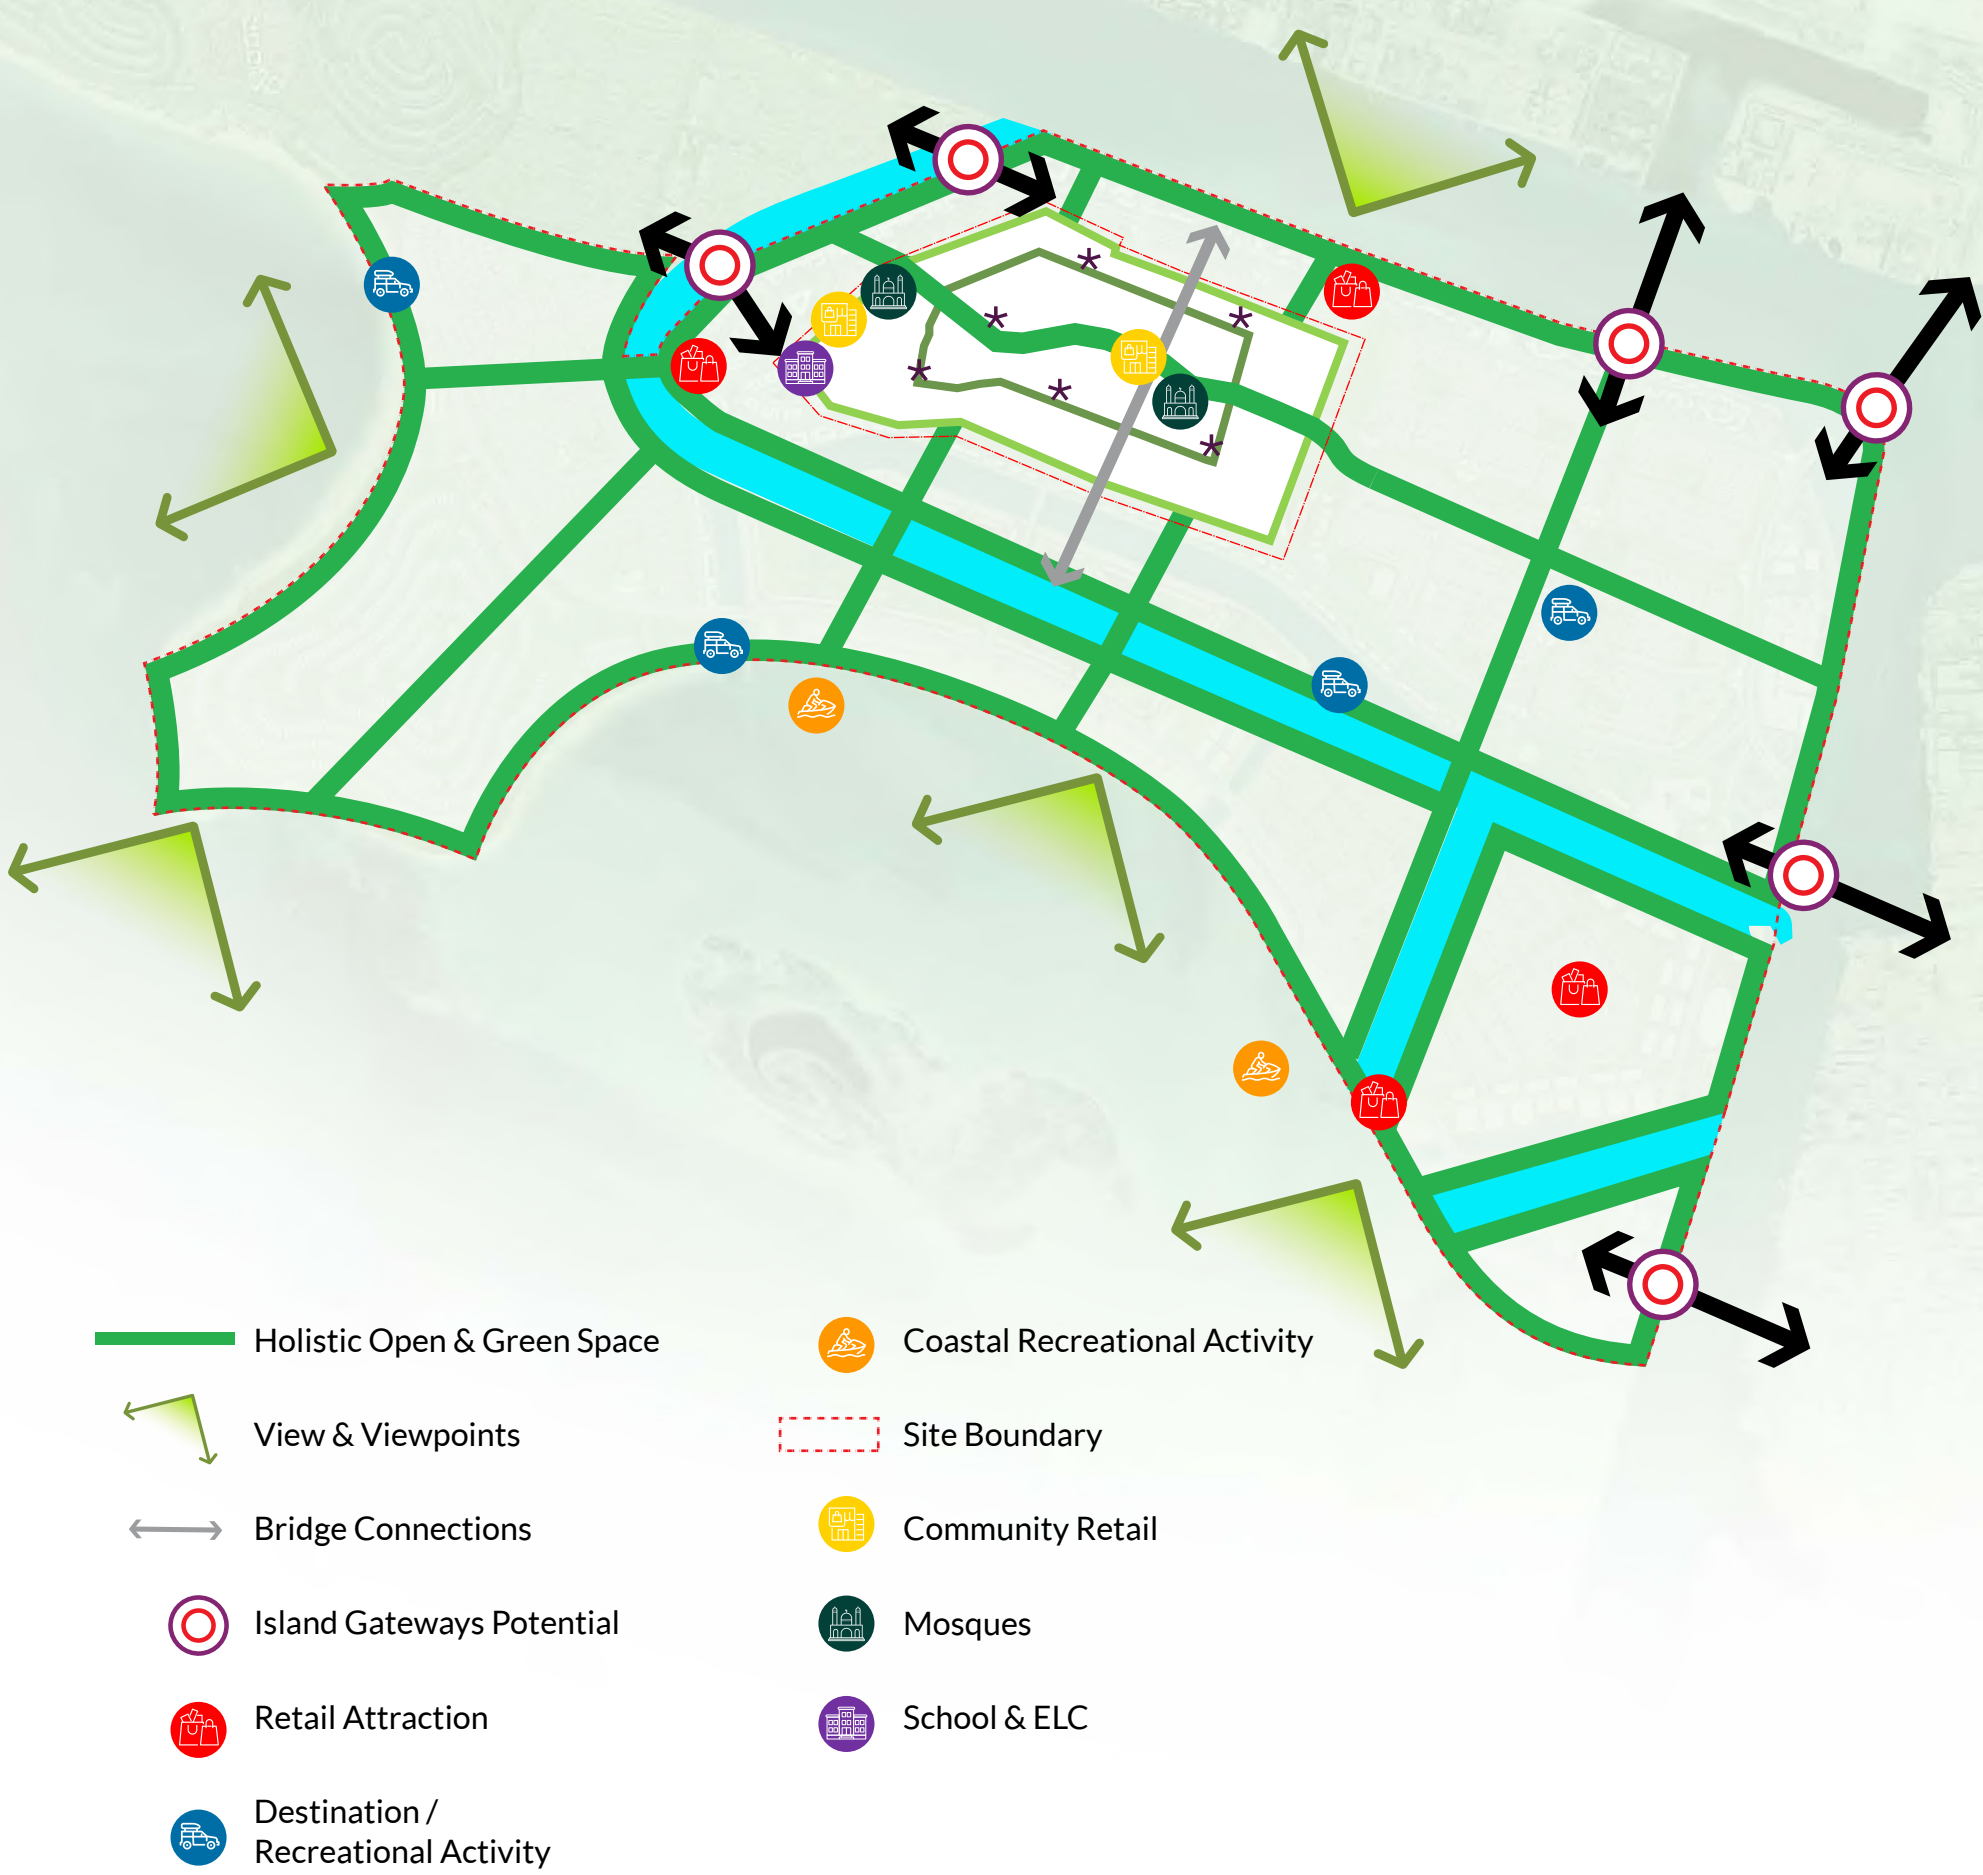 Holistic Open & Green Space
View & Viewpoints
Bridge Connections
Island Gateways Potential
Retail Attraction
Destination /
Recreational Activity
Coastal Recreational Activity
Site Boundary
Community Retail
Mosques
School & ELC